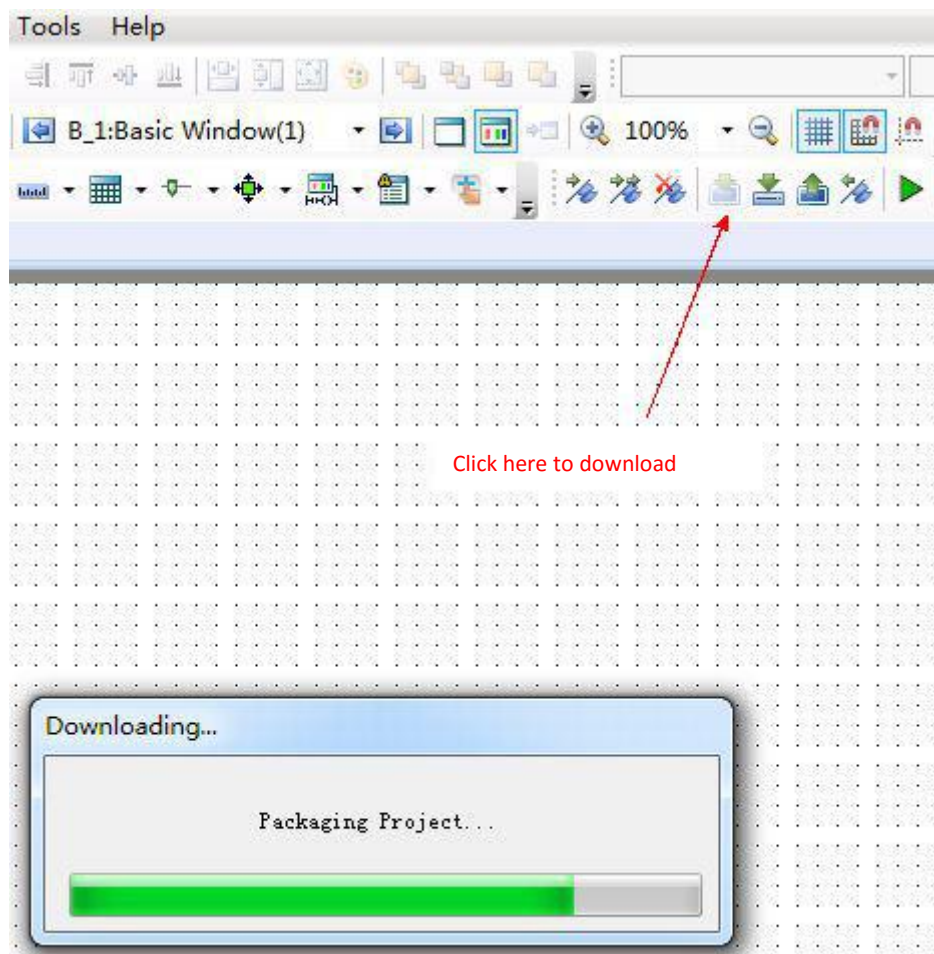 Tools Help
B_1:Basic Window(1) 100%
Click here to download
Downloading...
Packaging Project...